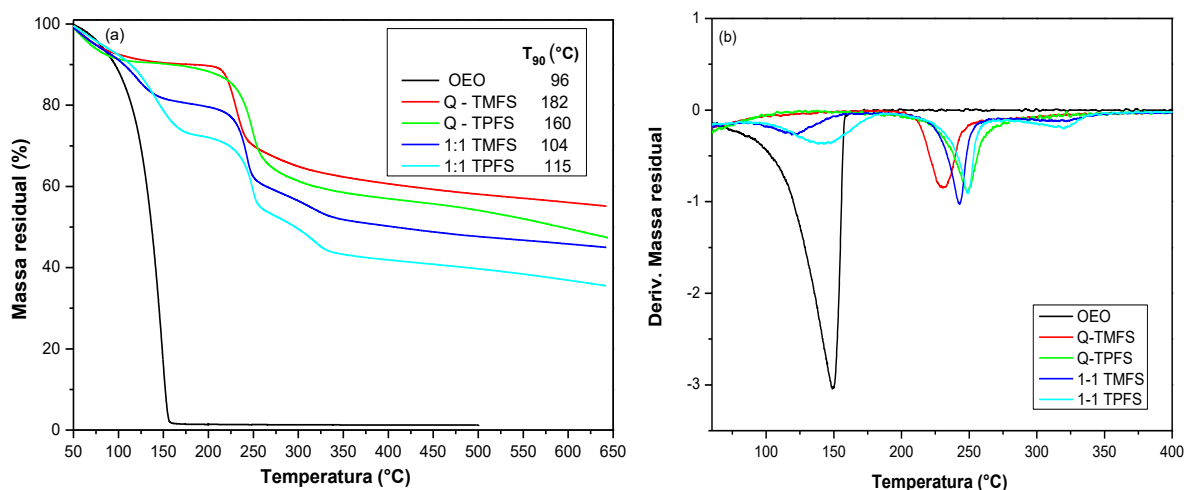 (a)
T90 (°C)
OEO 96
Q - TMFS 182
Q - TPFS 160
1:1 TMFS 104
1:1 TPFS 115
100
80
60
40
20
0
Massa residual (%)
50 100 150 200 250 300 350 400 450 500 550 600 650
Temperatura (°C)
(b)
1
0
-1
-2
-3
Deriv. Massa residual
OEO
Q-TMFS
Q-TPFS
1-1 TMFS
1-1 TPFS
100 150 200 250 300 350 400
Temperatura (°C)